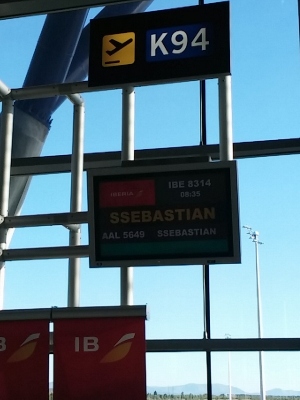 K94
IBERIA IBE 8314
08:35
SSEBASTIAN
AAL 5649 SSEBASTIAN
IB IB